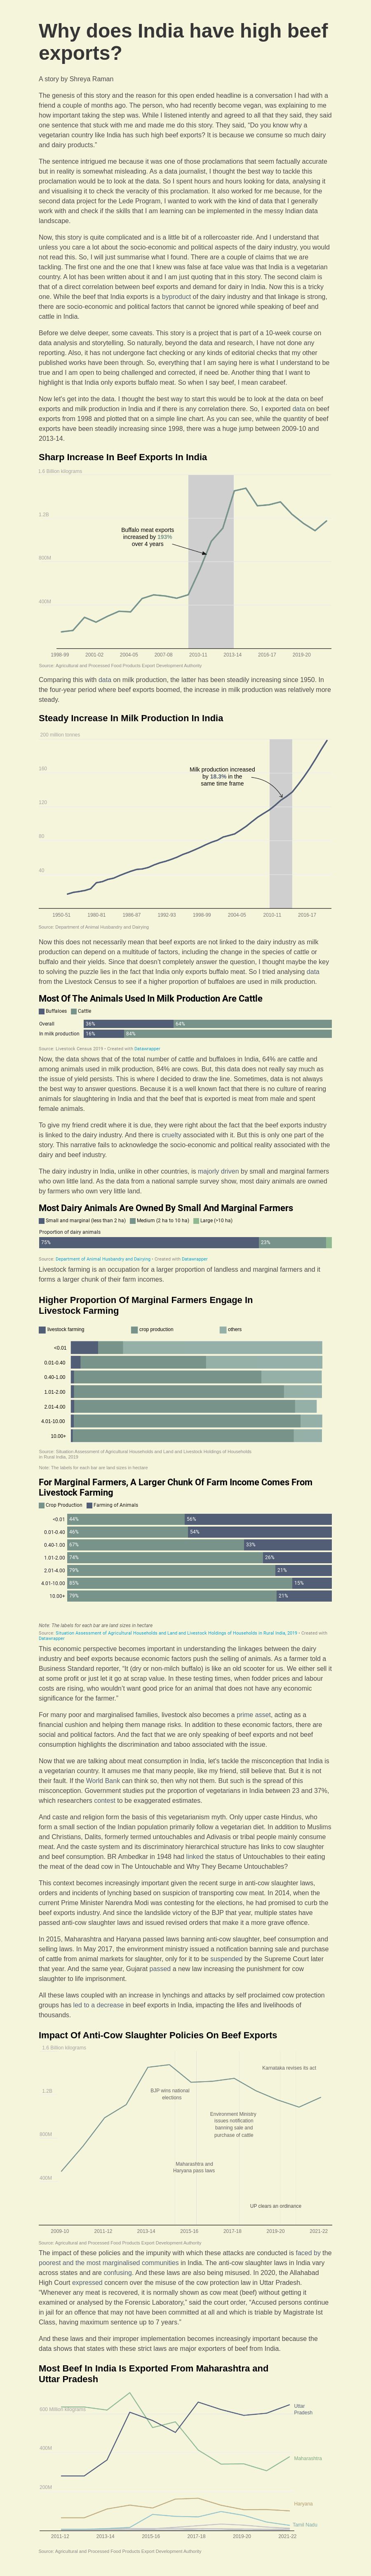 Why does India have high beef
exports?
A story by Shreya Raman
The genesis of this story and the reason for this open ended headline is a conversation I had with a
friend a couple of months ago. The person, who had recently become vegan, was explaining to me
how important taking the step was. While I listened intently and agreed to all that they said, they said
one sentence that stuck with me and made me do this story. They said, "Do you know why a
vegetarian country like India has such high beef exports? It is because we consume so much dairy
and dairy products."
The sentence intrigued me because it was one of those proclamations that seem factually accurate
but in reality is somewhat misleading. As a data journalist, I thought the best way to tackle this
proclamation would be to look at the data. So I spent hours and hours looking for data, analysing it
and visualising it to check the veracity of this proclamation. It also worked for me because, for the
second data project for the Lede Program, I wanted to work with the kind of data that I generally
work with and check if the skills that I am learning can be implemented in the messy Indian data
landscape.
Now, this story is quite complicated and is a little bit of a rollercoaster ride. And I understand that
unless you care a lot about the socio-economic and political aspects of the dairy industry, you would
not read this. So, I will just summarise what I found. There are a couple of claims that we are
tackling. The first one and the one that I knew was false at face value was that India is a vegetarian
country. A lot has been written about it and I am just quoting that in this story. The second claim is
that of a direct correlation between beef exports and demand for dairy in India. Now this is a tricky
one. While the beef that India exports is a byproduct of the dairy industry and that linkage is strong,
there are socio-economic and political factors that cannot be ignored while speaking of beef and
cattle in India.
Before we delve deeper, some caveats. This story is a project that is part of a 10-week course on
data analysis and storytelling. So naturally, beyond the data and research, I have not done any
reporting. Also, it has not undergone fact checking or any kinds of editorial checks that my other
published works have been through. So, everything that I am saying here is what I understand to be
true and I am open to being challenged and corrected, if need be. Another thing that I want to
highlight is that India only exports buffalo meat. So when I say beef, I mean carabeef.
Now let's get into the data. I thought the best way to start this would be to look at the data on beef
exports and milk production in India and if there is any correlation there. So, I exported data on beef
exports from 1998 and plotted that on a simple line chart. As you can see, while the quantity of beef
exports have been steadily increasing since 1998, there was a huge jump between 2009-10 and
2013-14.
Sharp Increase In Beef Exports In India
1.6 Billion kilograms
1.2B
Buffalo meat exports
increased by 193%
over 4 years
800M
400M
1998-99 2001-02 2004-05 2007-08 2010-11 2013-14 2016-17 2019-20
Source: Agricultural and Processed Food Products Export Development Authority
Comparing this with data on milk production, the latter has been steadily increasing since 1950. In
the four-year period where beef exports boomed, the increase in milk production was relatively more
steady.
Steady Increase In Milk Production In India
200 million tonnes
160
Milk production increased
by 18.3% in the
same time frame
120
80
40
1950-51 1980-81 1986-87 1992-93 1998-99 2004-05 2010-11 2016-17
Source: Department of Animal Husbandry and Dairying
Now this does not necessarily mean that beef exports are not linked to the dairy industry as milk
production can depend on a multitude of factors, including the change in the species of cattle or
buffalo and their yields. Since that doesn't completely answer the question, I thought maybe the key
to solving the puzzle lies in the fact that India only exports buffalo meat. So I tried analysing data
from the Livestock Census to see if a higher proportion of buffaloes are used in milk production.
Most Of The Animals Used In Milk Production Are Cattle
Buffaloes Cattle
Overall 36% 64%
In milk production 16% 84%
Source: Livestock Census 2019 • Created with Datawrapper
Now, the data shows that of the total number of cattle and buffaloes in India, 64% are cattle and
among animals used in milk production, 84% are cows. But, this data does not really say much as
the issue of yield persists. This is where I decided to draw the line. Sometimes, data is not always
the best way to answer questions. Because it is a well known fact that there is no culture of rearing
animals for slaughtering in India and that the beef that is exported is meat from male and spent
female animals.
To give my friend credit where it is due, they were right about the fact that the beef exports industry
is linked to the dairy industry. And there is cruelty associated with it. But this is only one part of the
story. This narrative fails to acknowledge the socio-economic and political reality associated with the
dairy and beef industry.
The dairy industry in India, unlike in other countries, is majorly driven by small and marginal farmers
who own little land. As the data from a national sample survey show, most dairy animals are owned
by farmers who own very little land.
Most Dairy Animals Are Owned By Small And Marginal Farmers
Small and marginal (less than 2 ha) Medium (2 ha to 10 ha) Large (>10 ha)
Proportion of dairy animals
75% 23%
Source: Department of Animal Husbandry and Dairying • Created with Datawrapper
Livestock farming is an occupation for a larger proportion of landless and marginal farmers and it
forms a larger chunk of their farm incomes.
Higher Proportion Of Marginal Farmers Engage In
Livestock Farming
livestock farming crop production others
<0.01
0.01-0.40
0.40-1.00
1.01-2.00
2.01-4.00
4.01-10.00
10.00+
Source: Situation Assessment of Agricultural Households and Land and Livestock Holdings of Households
in Rural India, 2019
Note: The labels for each bar are land sizes in hectare
For Marginal Farmers, A Larger Chunk Of Farm Income Comes From
Livestock Farming
Crop Production Farming of Animals
<0.01 44% 56%
0.01-0.40 46% 54%
0.40-1.00 67% 33%
1.01-2.00 74% 26%
2.01-4.00 79% 21%
4.01-10.00 85% 15%
10.00+ 79% 21%
Note: The labels for each bar are land sizes in hectare
Source: Situation Assessment of Agricultural Households and Land and Livestock Holdings of Households in Rural India, 2019 • Created with
Datawrapper
This economic perspective becomes important in understanding the linkages between the dairy
industry and beef exports because economic factors push the selling of animals. As a farmer told a
Business Standard reporter, "It (dry or non-milch buffalo) is like an old scooter for us. We either sell it
at some profit or just let it go at its scrap value. In these testing times, when fodder prices and labour
costs are rising, who wouldn't want good price for an animal that does not have any economic
significance for the farmer."
For many poor and marginalised families, livestock also becomes a prime asset, acting as a
financial cushion and helping them manage risks. In addition to these economic factors, there are
social and political factors. And the fact that we are only speaking of beef exports and not beef
consumption highlights the discrimination and taboo associated with the issue.
Now that we are talking about meat consumption in India, let's tackle the misconception that India is
a vegetarian country. It amuses me that many people, like my friend, still believe that. But it is not
their fault. If the World Bank can think so, then why not them. But such is the spread of this
misconception. Government studies put the proportion of vegetarians in India between 23 and 37%,
which researchers contest to be exaggerated estimates.
And caste and religion form the basis of this vegetarianism myth. Only upper caste Hindus, who
form a small section of the Indian population primarily follow a vegetarian diet. In addition to Muslims
and Christians, Dalits, formerly termed untouchables and Adivasis or tribal people mainly consume
meat. And the caste system and its discriminatory hierarchical structure has links to cow slaughter
and beef consumption. BR Ambedkar in 1948 had linked the status of Untouchables to their eating
the meat of the dead cow in The Untouchable and Why They Became Untouchables?
This context becomes increasingly important given the recent surge in anti-cow slaughter laws,
orders and incidents of lynching based on suspicion of transporting cow meat. In 2014, when the
current Prime Minister Narendra Modi was contesting for the elections, he had promised to curb the
beef exports industry. And since the landslide victory of the BJP that year, multiple states have
passed anti-cow slaughter laws and issued revised orders that make it a more grave offence.
In 2015, Maharashtra and Haryana passed laws banning anti-cow slaughter, beef consumption and
selling laws. In May 2017, the environment ministry issued a notification banning sale and purchase
of cattle from animal markets for slaughter, only for it to be suspended by the Supreme Court later
that year. And the same year, Gujarat passed a new law increasing the punishment for cow
slaughter to life imprisonment.
All these laws coupled with an increase in lynchings and attacks by self proclaimed cow protection
groups has led to a decrease in beef exports in India, impacting the lifes and livelihoods of
thousands.
Impact Of Anti-Cow Slaughter Policies On Beef Exports
1.6 Billion kilograms
Karnataka revises its act
1.2B
BJP wins national
elections
Environment Ministry
issues notification
banning sale and
purchase of cattle
800M
Maharashtra and
Haryana pass laws
400M
UP clears an ordinance
2009-10 2011-12 2013-14 2015-16 2017-18 2019-20 2021-22
Source: Agricultural and Processed Food Products Export Development Authority
The impact of these policies and the impunity with which these attacks are conducted is faced by the
poorest and the most marginalised communities in India. The anti-cow slaughter laws in India vary
across states and are confusing. And these laws are also being misused. In 2020, the Allahabad
High Court expressed concern over the misuse of the cow protection law in Uttar Pradesh.
"Whenever any meat is recovered, it is normally shown as cow meat (beef) without getting it
examined or analysed by the Forensic Laboratory," said the court order, "Accused persons continue
in jail for an offence that may not have been committed at all and which is triable by Magistrate Ist
Class, having maximum sentence up to 7 years."
And these laws and their improper implementation becomes increasingly important because the
data shows that states with these strict laws are major exporters of beef from India.
Most Beef In India Is Exported From Maharashtra and
Uttar Pradesh
600 Million kilograms
Uttar
Pradesh
400M
Maharashtra
200M
Haryana
Tamil Nadu
2011-12 2013-14 2015-16 2017-18 2019-20 2021-22
Source: Agricultural and Processed Food Products Export Development Authority